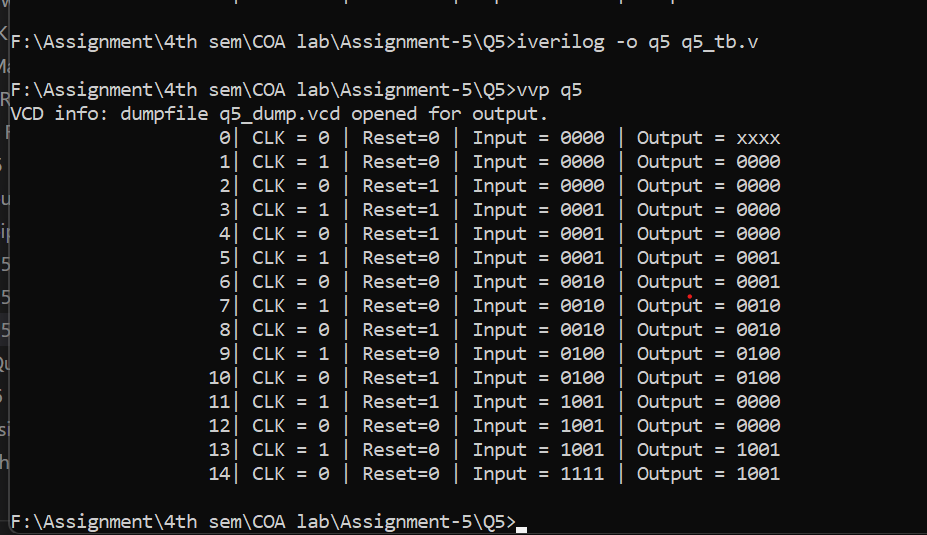 F:\Assignment\4th sem\COA lab\Assignment-5\Q5>iverilog -o q5 q5_tb.v
F:\Assignment\4th sem\COA lab\Assignment-5\Q5>vvp q5
VCD info: dumpfile q5_dump.vcd opened for output.
0| CLK = 0 | Reset=0 | Input = 0000 | Output = xxxx
1| CLK = 1 | Reset=0 | Input = 0000 | Output = 0000
2| CLK = 0 | Reset=1 | Input = 0000 | Output = 0000
3| CLK = 1 | Reset=1 | Input = 0001 | Output = 0000
4| CLK = 0 | Reset=1 | Input = 0001 | Output = 0000
5| CLK = 1 | Reset=0 | Input = 0001 | Output = 0001
6| CLK = 0 | Reset=0 | Input = 0010 | Output = 0001
7| CLK = 1 | Reset=0 | Input = 0010 | Output = 0010
8| CLK = 0 | Reset=1 | Input = 0010 | Output = 0010
9| CLK = 1 | Reset=0 | Input = 0100 | Output = 0100
10| CLK = 0 | Reset=1 | Input = 0100 | Output = 0100
11| CLK = 1 | Reset=1 | Input = 1001 | Output = 0000
12| CLK = 0 | Reset=0 | Input = 1001 | Output = 0000
13| CLK = 1 | Reset=0 | Input = 1001 | Output = 1001
14| CLK = 0 | Reset=0 | Input = 1111 | Output = 1001
F:\Assignment\4th sem\COA lab\Assignment-5\Q5>